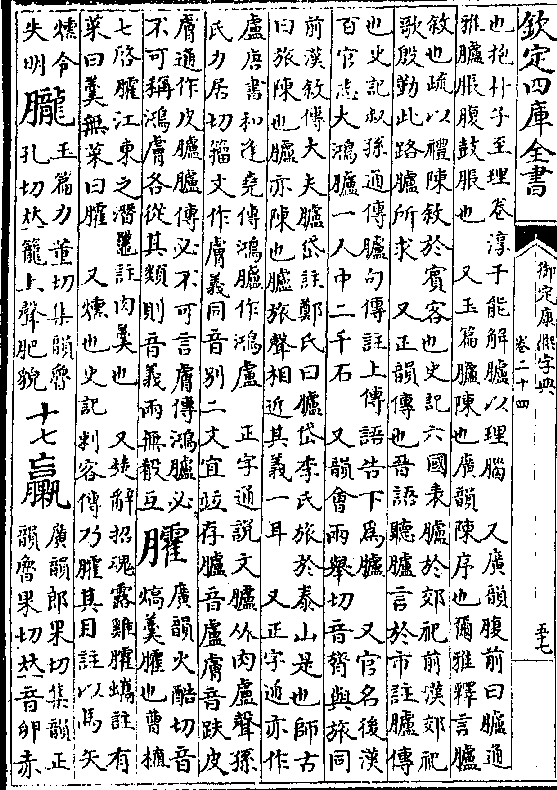 欽定四庫全書
御定康熙字典
卷二十四
至七
也抱朴子至理卷淳于能解臚以理腦 又廣韻腹前曰臚通
雅臚脹腹鼓脹也 又玉篇臚陳也廣韻陳序也爾雅釋言臚
敘也疏以禮陳敘於賓客也史記六國表臚於郊祀前漢郊祀
歌殷勤此路臚所求 又正韻傳也晉語聽臚言於市註臚傳
也史記叔孫通傳臚句傳註上傳語告下爲臚 又官名後漢
百官志大鴻臚一人中二千石 又韻會兩舉切音膂與旅同
前漢敘傳大夫臚岱註鄭氏曰臚岱季氏旅於泰山是也師古
曰旅陳也臚亦陳也臚旅聲相近其義一耳 又正字通亦作
盧唐書和逢堯傳鴻臚作鴻盧 正字通說文臚从肉盧聲孫
氏力居切籀文作膚義同音別二文宜竝存臚音盧膚音趺皮
膚通作皮臚臚傳必不可言膚傳鴻臚必
不可稱鴻膚各從其類則音義兩無殽互
臛 廣韻火酷切音
熇羹臛也曹植
七啓臛江東之潛鼉註肉羹也 又楚辭招魂露雞臛蠵註有
菜曰羹無菜曰臛 又爊也史記刺客傳乃臛其目註以馬矢
燻令
失明
朧 玉篇力董切集韻魯
孔切𠀤籠上聲肥貌
十七畫
臝 廣韻郎果切集韻正
韻魯果切𠀤音卵赤